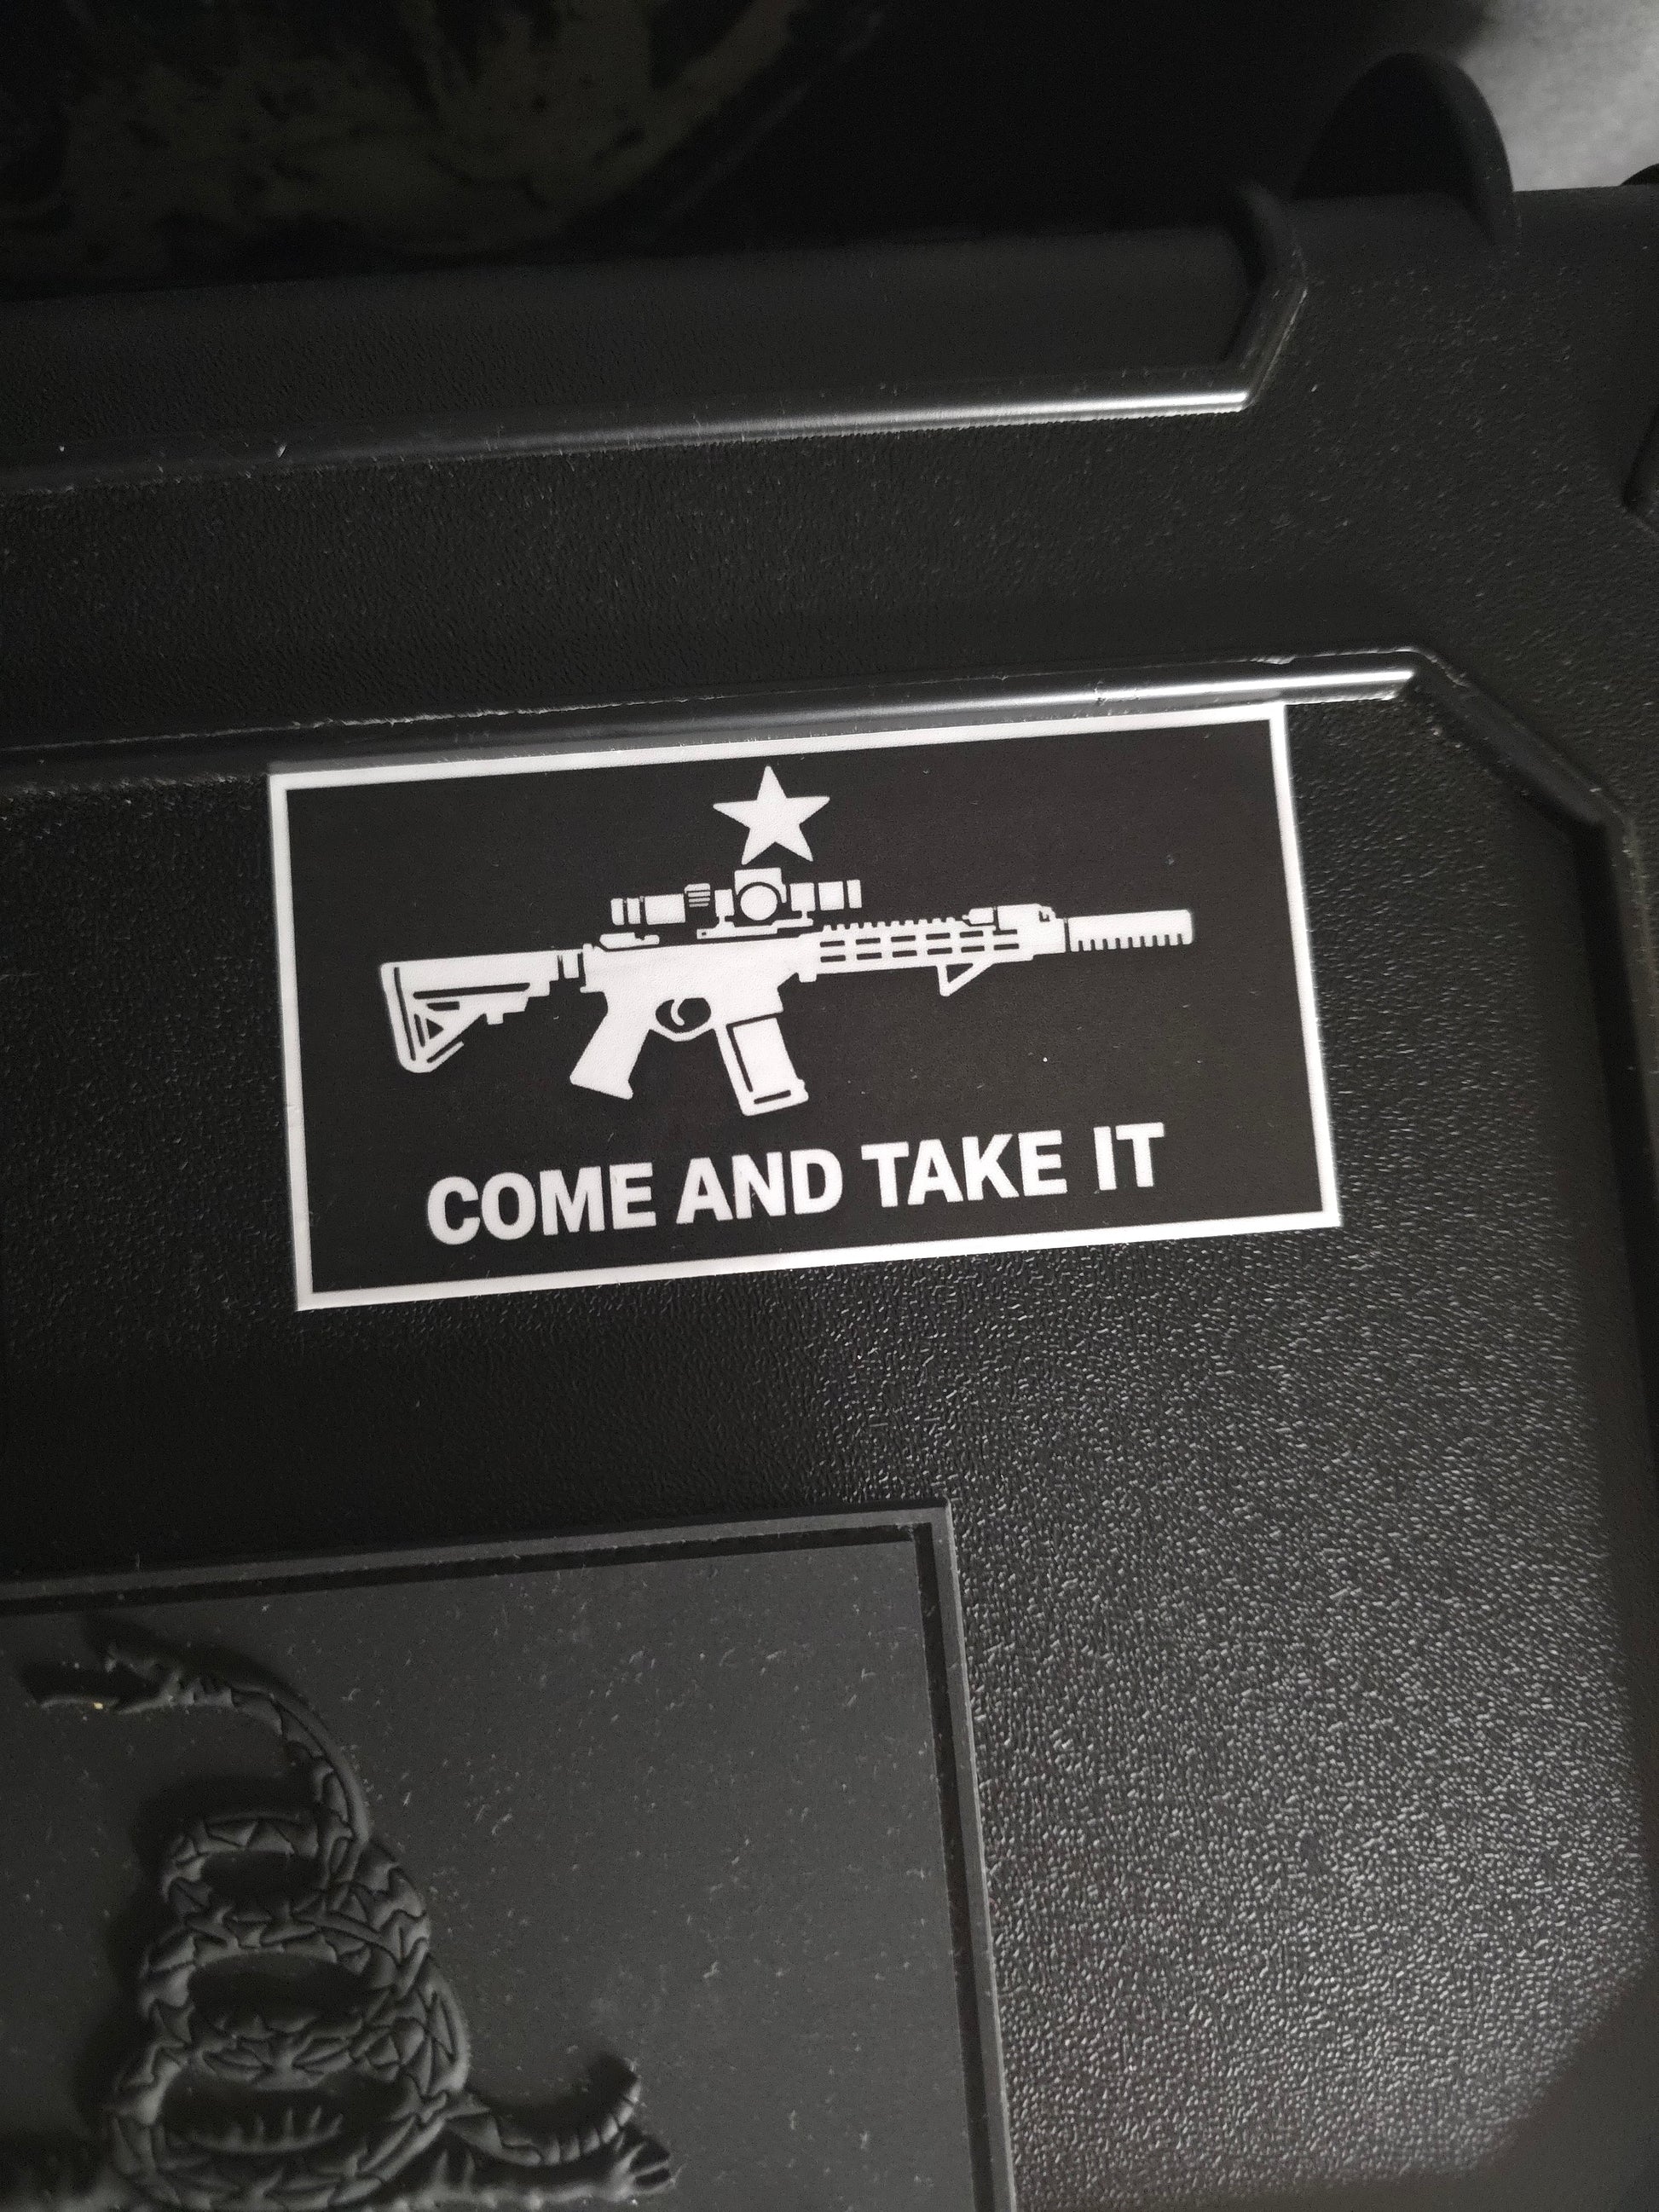 COME AND TAKE IT